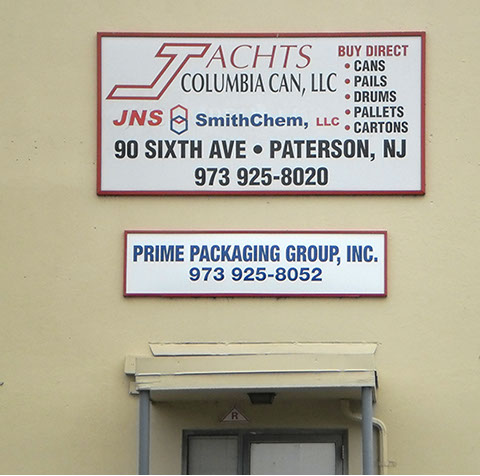 JACHTS
COLUMBIA CAN, LLC
BUY DIRECT
• CANS
• PAILS
• DRUMS
• PALLETS
• CARTONS
JNS SmithChem, LLC
90 SIXTH AVE • PATERSON, NJ
973 925-8020
PRIME PACKAGING GROUP, INC.
973 925-8052
R